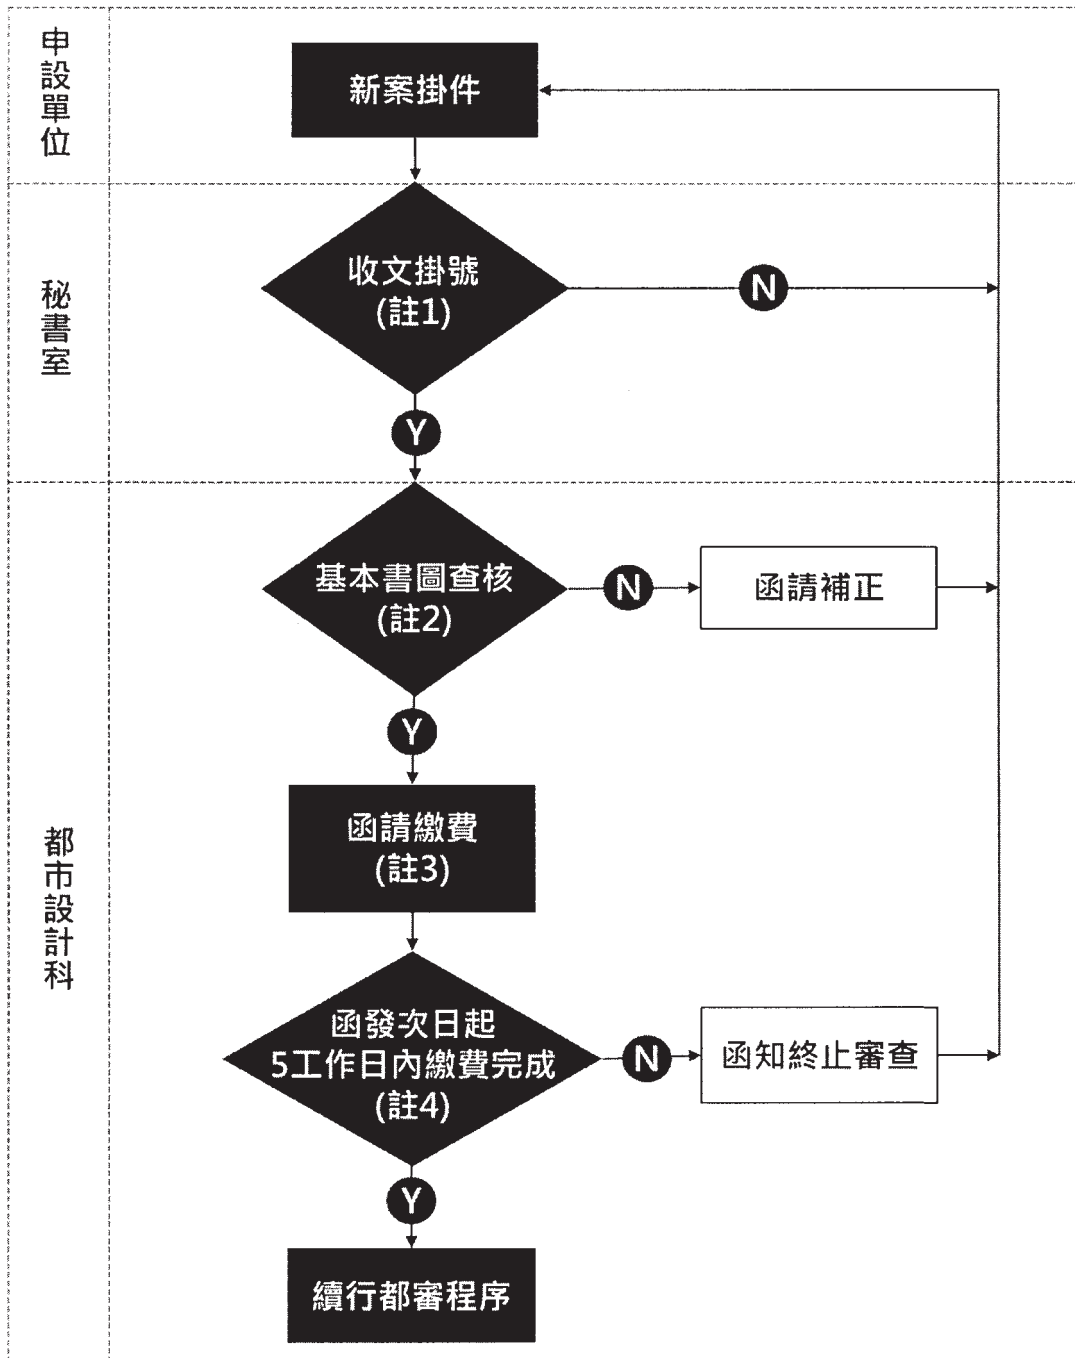 申設單位
新案掛件
秘書室
收文掛號
(註1)
N
Y
都市設計科
基本書圖查核
(註2)
N
函請補正
Y
函請繳費
(註3)
函發次日起
5工作日內繳費完成
(註4)
N
函知終止審查
Y
續行都審程序